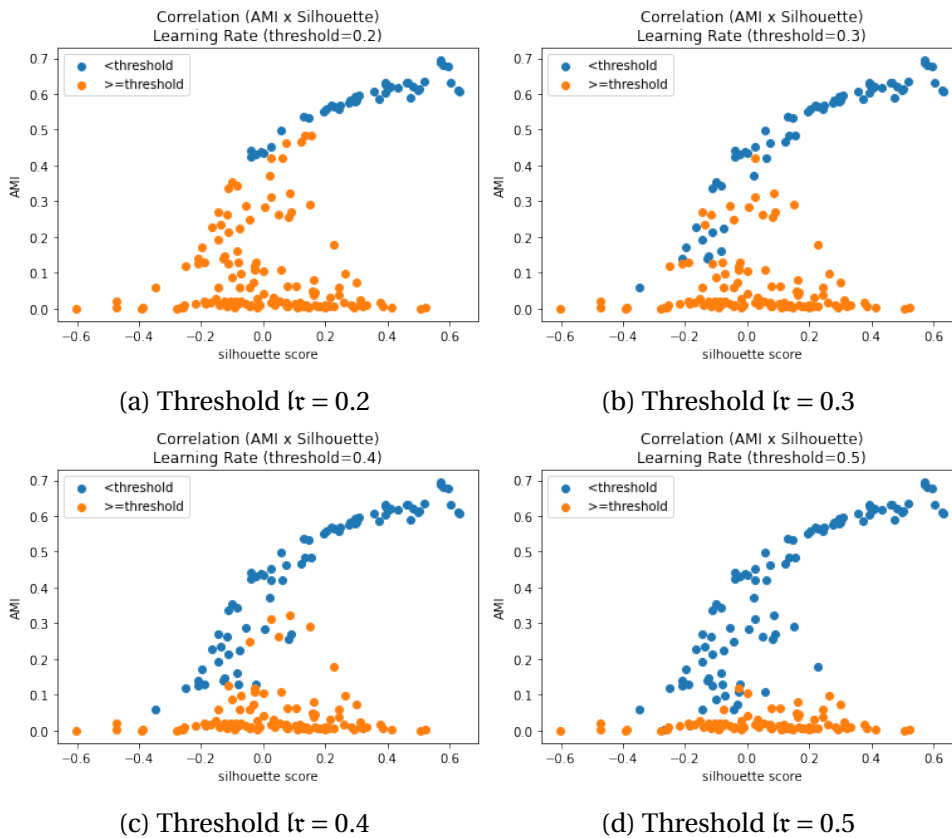 Correlation (AMI x Silhouette)
Learning Rate (threshold=0.2)
<threshold
>=threshold
AMI
0.7
0.6
0.5
0.4
0.3
0.2
0.1
0.0
−0.6 −0.4 −0.2 0.0 0.2 0.4 0.6
silhouette score
(a) Threshold 𝔩𝔯 = 0.2
Correlation (AMI x Silhouette)
Learning Rate (threshold=0.3)
<threshold
>=threshold
AMI
0.7
0.6
0.5
0.4
0.3
0.2
0.1
0.0
−0.6 −0.4 −0.2 0.0 0.2 0.4 0.6
silhouette score
(b) Threshold 𝔩𝔯 = 0.3
Correlation (AMI x Silhouette)
Learning Rate (threshold=0.4)
<threshold
>=threshold
AMI
0.7
0.6
0.5
0.4
0.3
0.2
0.1
0.0
−0.6 −0.4 −0.2 0.0 0.2 0.4 0.6
silhouette score
(c) Threshold 𝔩𝔯 = 0.4
Correlation (AMI x Silhouette)
Learning Rate (threshold=0.5)
<threshold
>=threshold
AMI
0.7
0.6
0.5
0.4
0.3
0.2
0.1
0.0
−0.6 −0.4 −0.2 0.0 0.2 0.4 0.6
silhouette score
(d) Threshold 𝔩𝔯 = 0.5